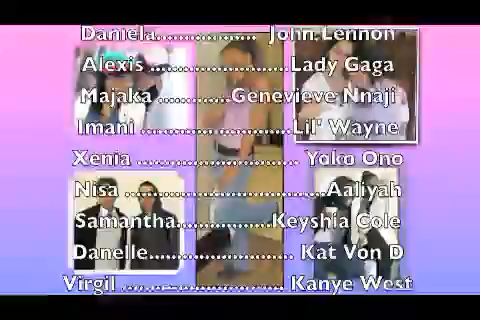 Daniela................ John Lennon
Alexis .....................Lady Gaga
Majaka ...........Genevieve Nnaji
Imani .......................Lil' Wayne
Xenia ......................... Yako Ono
Nisa ..............................Aaliyah
Samantha...............Keyshia Cole
Danelle...................... Kat Von D
Virgil ......................... Kanye West